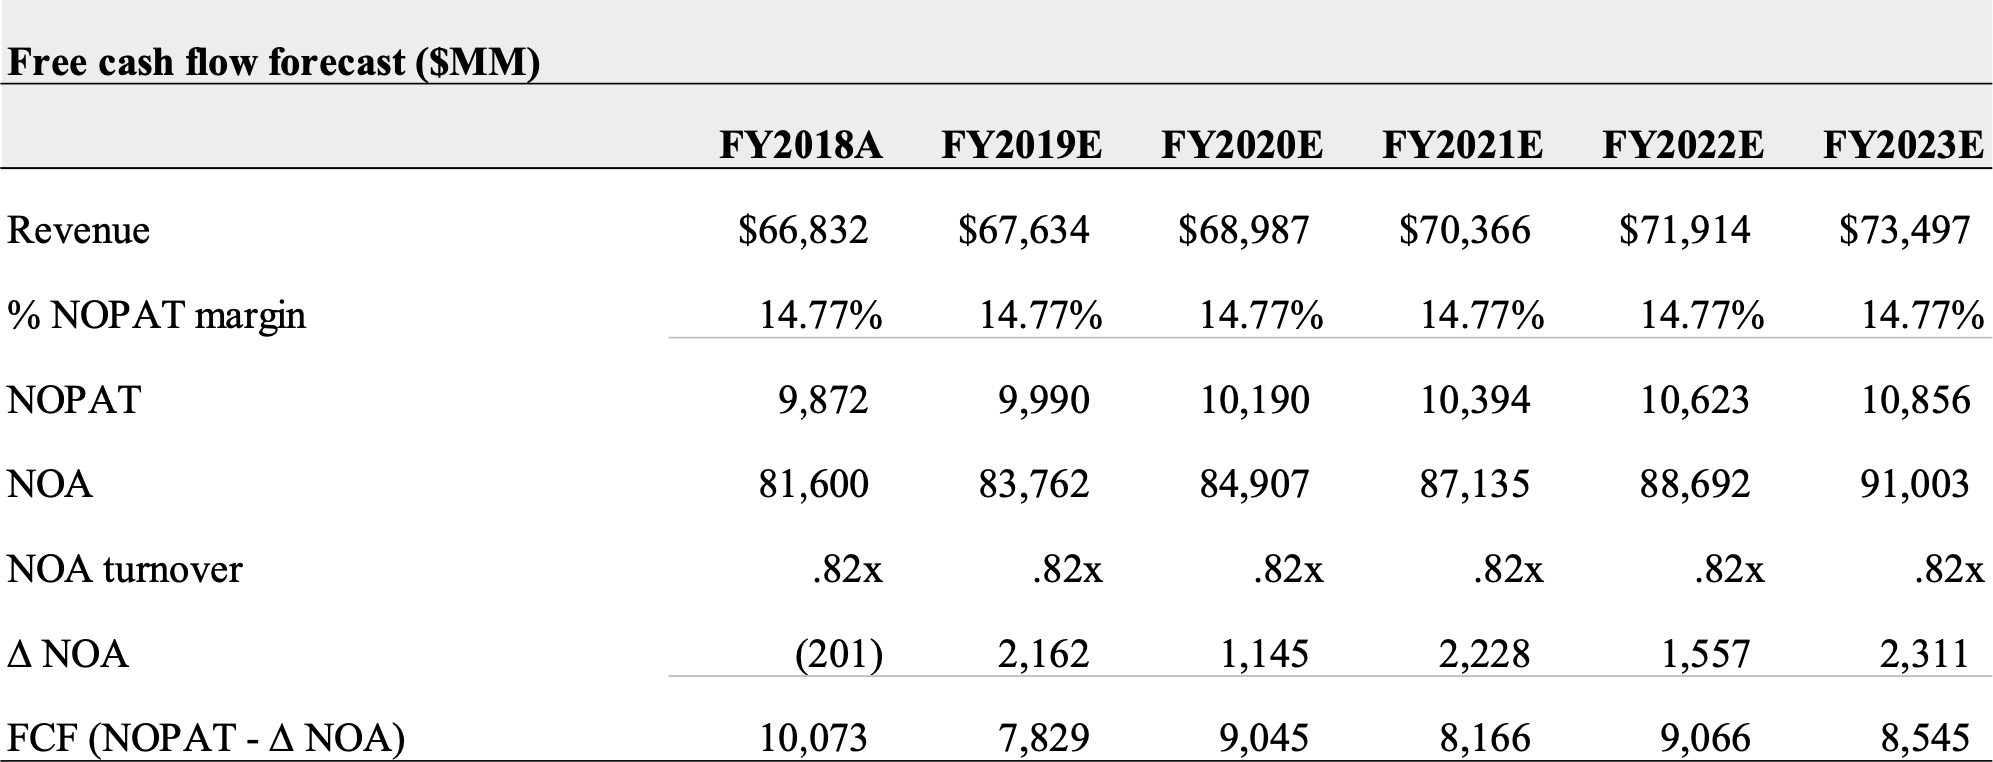 Free cash flow forecast ($MM)
FY2018A FY2019E FY2020E FY2021E FY2022E FY2023E
Revenue $66,832 $67,634 $68,987 $70,366 $71,914 $73,497
% NOPAT margin 14.77% 14.77% 14.77% 14.77% 14.77% 14.77%
NOPAT 9,872 9,990 10,190 10,394 10,623 10,856
NOA 81,600 83,762 84,907 87,135 88,692 91,003
NOA turnover .82x .82x .82x .82x .82x .82x
Δ NOA (201) 2,162 1,145 2,228 1,557 2,311
FCF (NOPAT - Δ NOA) 10,073 7,829 9,045 8,166 9,066 8,545